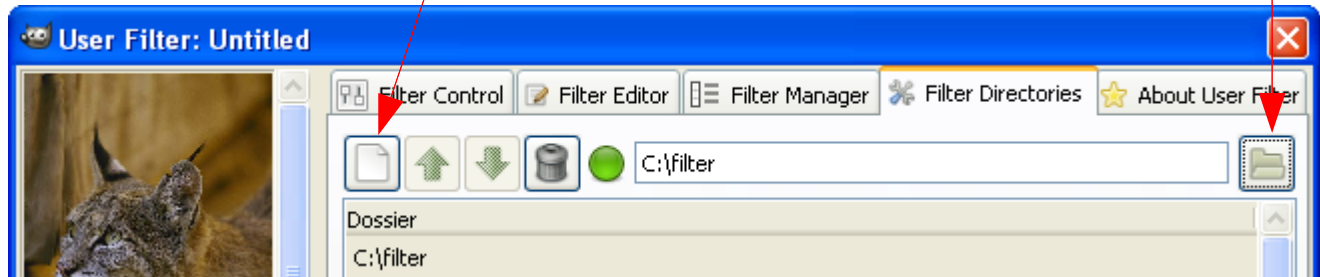 User Filter: Untitled
Filter Control Filter Editor Filter Manager Filter Directories About User Filter
C:\filter
Dossier
C:\filter